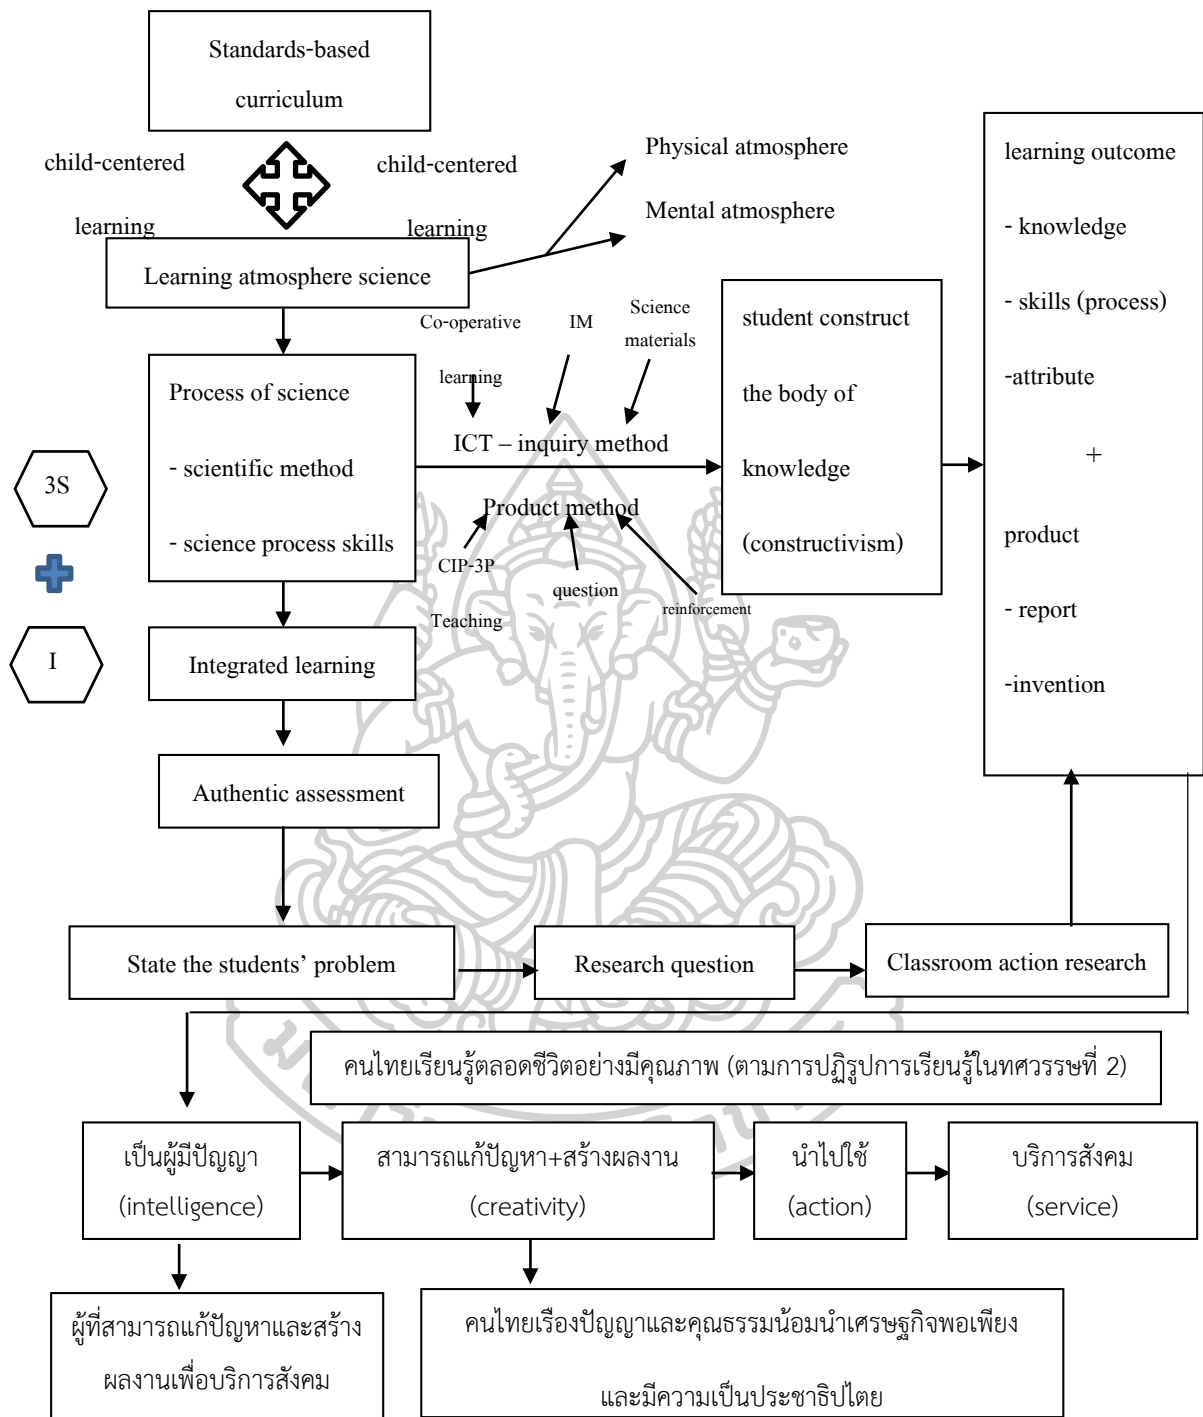 Standards-based
curriculum
child-centered
learning
child-centered
learning
Physical atmosphere
Mental atmosphere
Learning atmosphere science
Process of science
- scientific method
- science process skills
3S
I
Co-operative
learning
IM
Science
materials
ICT – inquiry method
Product method
CIP-3P
Teaching
question
reinforcement
student construct
the body of
knowledge
(constructivism)
learning outcome
- knowledge
- skills (process)
-attribute
+
product
- report
-invention
Integrated learning
Authentic assessment
State the students’ problem
Research question
Classroom action research
คนไทยเรียนรู้ตลอดชีวิตอย่างมีคุณภาพ (ตามการปฏิรูปการเรียนรู้ในทศวรรษที่ 2)
เป็นผู้มีปัญญา
(intelligence)
สามารถแก้ปัญหา+สร้างผลงาน
(creativity)
นำไปใช้
(action)
บริการสังคม
(service)
ผู้ที่สามารถแก้ปัญหาและสร้าง
ผลงานเพื่อบริการสังคม
คนไทยเรืองปัญญาและคุณธรรมน้อมนำเศรษฐกิจพอเพียง
และมีความเป็นประชาธิปไตย